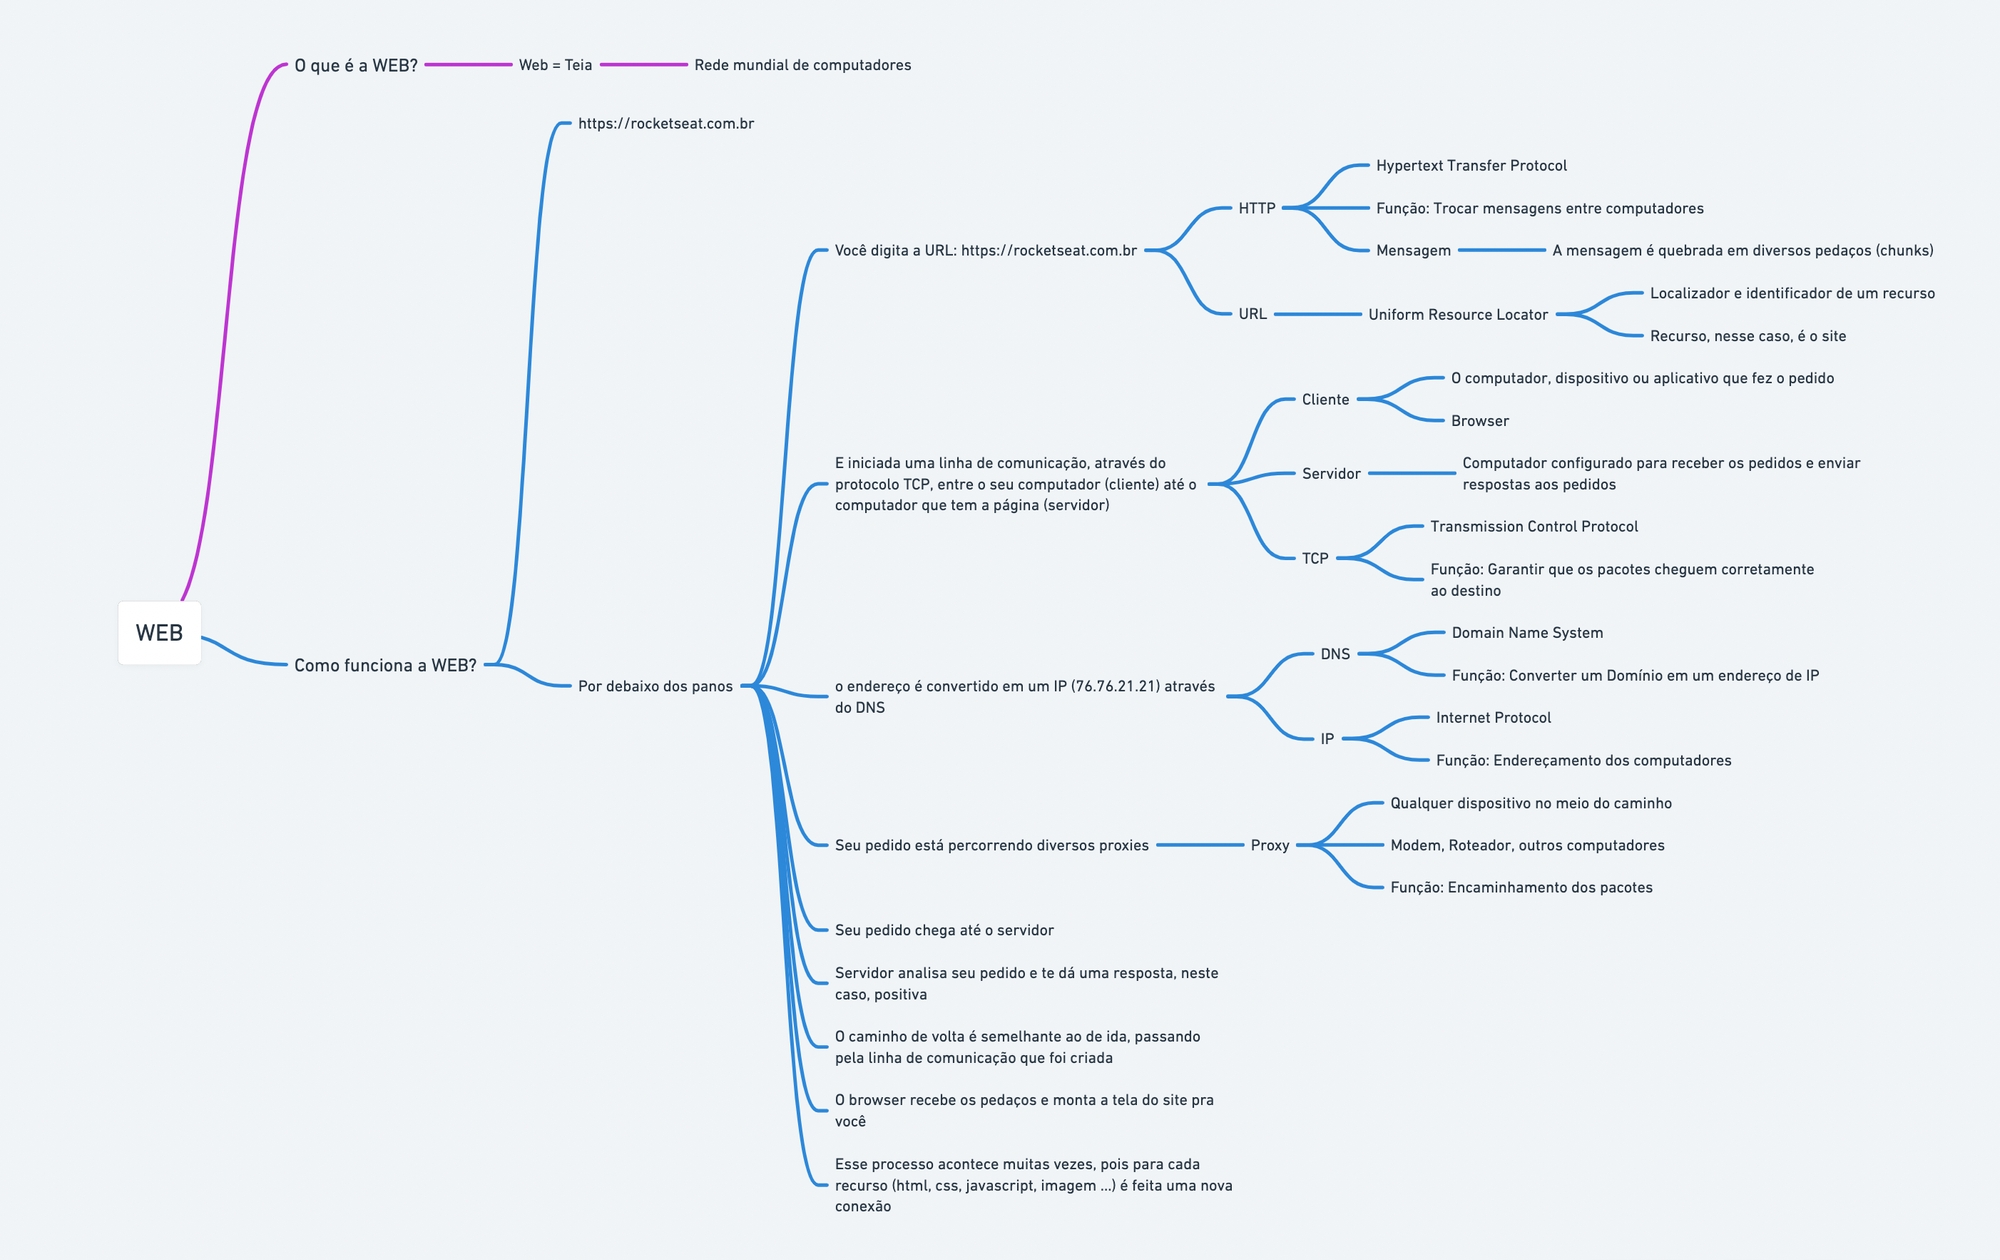 O que é a WEB?
Web = Teia
Rede mundial de computadores
https://rocketseat.com.br
Hypertext Transfer Protocol
HTTP
Função: Trocar mensagens entre computadores
Você digita a URL: https://rocketseat.com.br
Mensagem
A mensagem é quebrada em diversos pedaços (chunks)
Localizador e identificador de um recurso
URL
Uniform Resource Locator
Recurso, nesse caso, é o site
O computador, dispositivo ou aplicativo que fez o pedido
Cliente
Browser
E iniciada uma linha de comunicação, através do
protocolo TCP, entre o seu computador (cliente) até o
computador que tem a página (servidor)
Servidor
Computador configurado para receber os pedidos e enviar
respostas aos pedidos
Transmission Control Protocol
TCP
Função: Garantir que os pacotes cheguem corretamente
ao destino
WEB
Como funciona a WEB?
Por debaixo dos panos
Domain Name System
DNS
Função: Converter um Domínio em um endereço de IP
o endereço é convertido em um IP (76.76.21.21) através
do DNS
Internet Protocol
IP
Função: Endereçamento dos computadores
Qualquer dispositivo no meio do caminho
Seu pedido está percorrendo diversos proxies
Proxy
Modem, Roteador, outros computadores
Função: Encaminhamento dos pacotes
Seu pedido chega até o servidor
Servidor analisa seu pedido e te dá uma resposta, neste
caso, positiva
O caminho de volta é semelhante ao de ida, passando
pela linha de comunicação que foi criada
O browser recebe os pedaços e monta a tela do site pra
você
Esse processo acontece muitas vezes, pois para cada
recurso (html, css, javascript, imagem ...) é feita uma nova
conexão